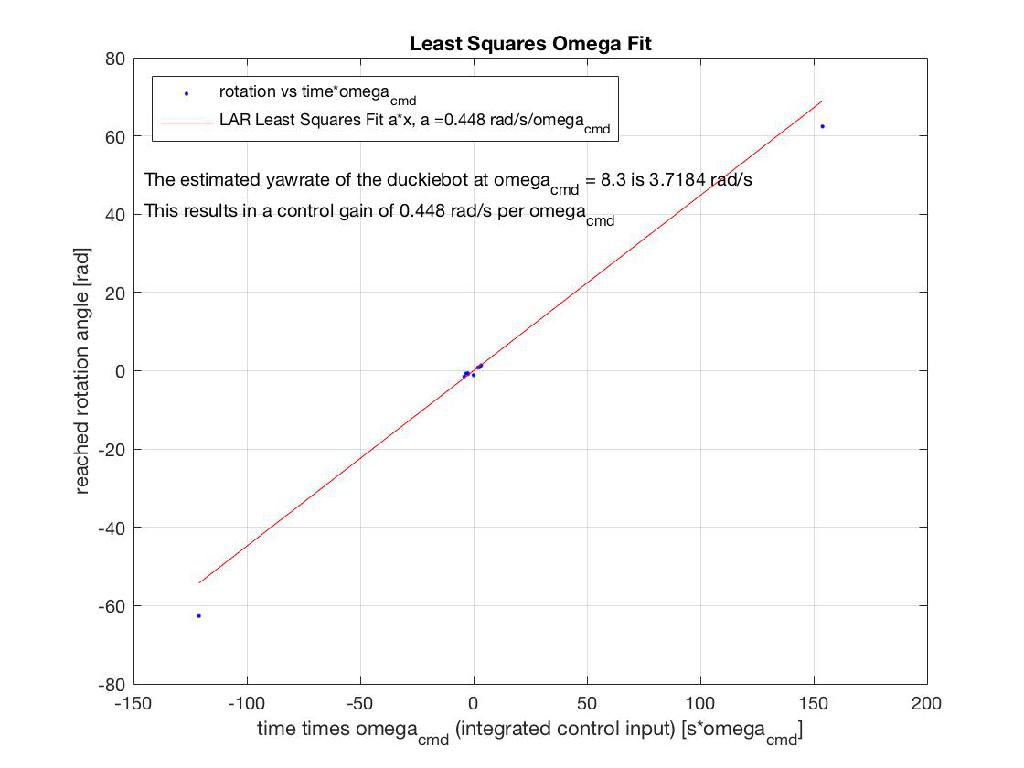 Least Squares Omega Fit
80
60
40
20
0
-20
-40
-60
-80
rotation vs time*omega_cmd
LAR Least Squares Fit a*x, a =0.448 rad/s/omega_cmd
The estimated yawrate of the duckiebot at omega_cmd = 8.3 is 3.7184 rad/s
This results in a control gain of 0.448 rad/s per omega_cmd
reached rotation angle [rad]
-150 -100 -50 0 50 100 150 200
time times omega_cmd (integrated control input) [s*omega_cmd]